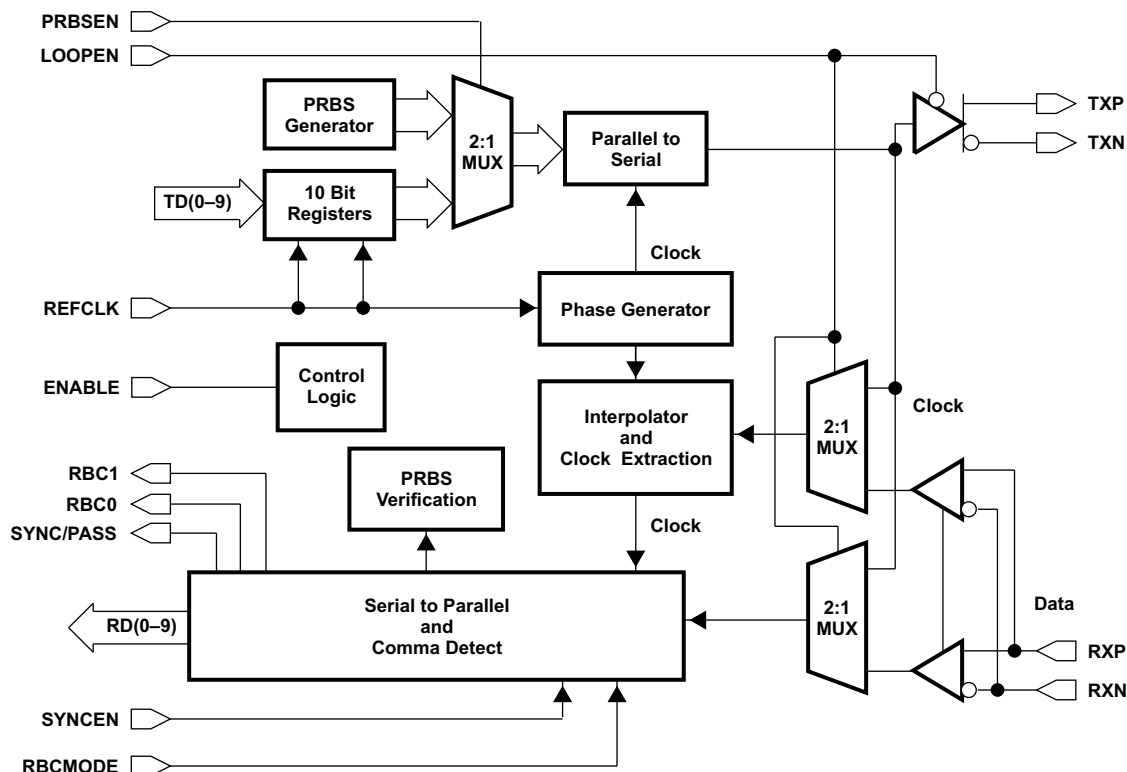 PRBSEN
LOOPEN
PRBS
Generator
2:1
MUX
Parallel to
Serial
TXP
TXN
TD(0–9)
10 Bit
Registers
Clock
REFCLK
Phase Generator
ENABLE
Control
Logic
Interpolator
and
Clock Extraction
2:1
MUX
Clock
RBC1
RBC0
SYNC/PASS
PRBS
Verification
Clock
RD(0–9)
Serial to Parallel
and
Comma Detect
2:1
MUX
Data
RXP
RXN
SYNCEN
RBCMODE